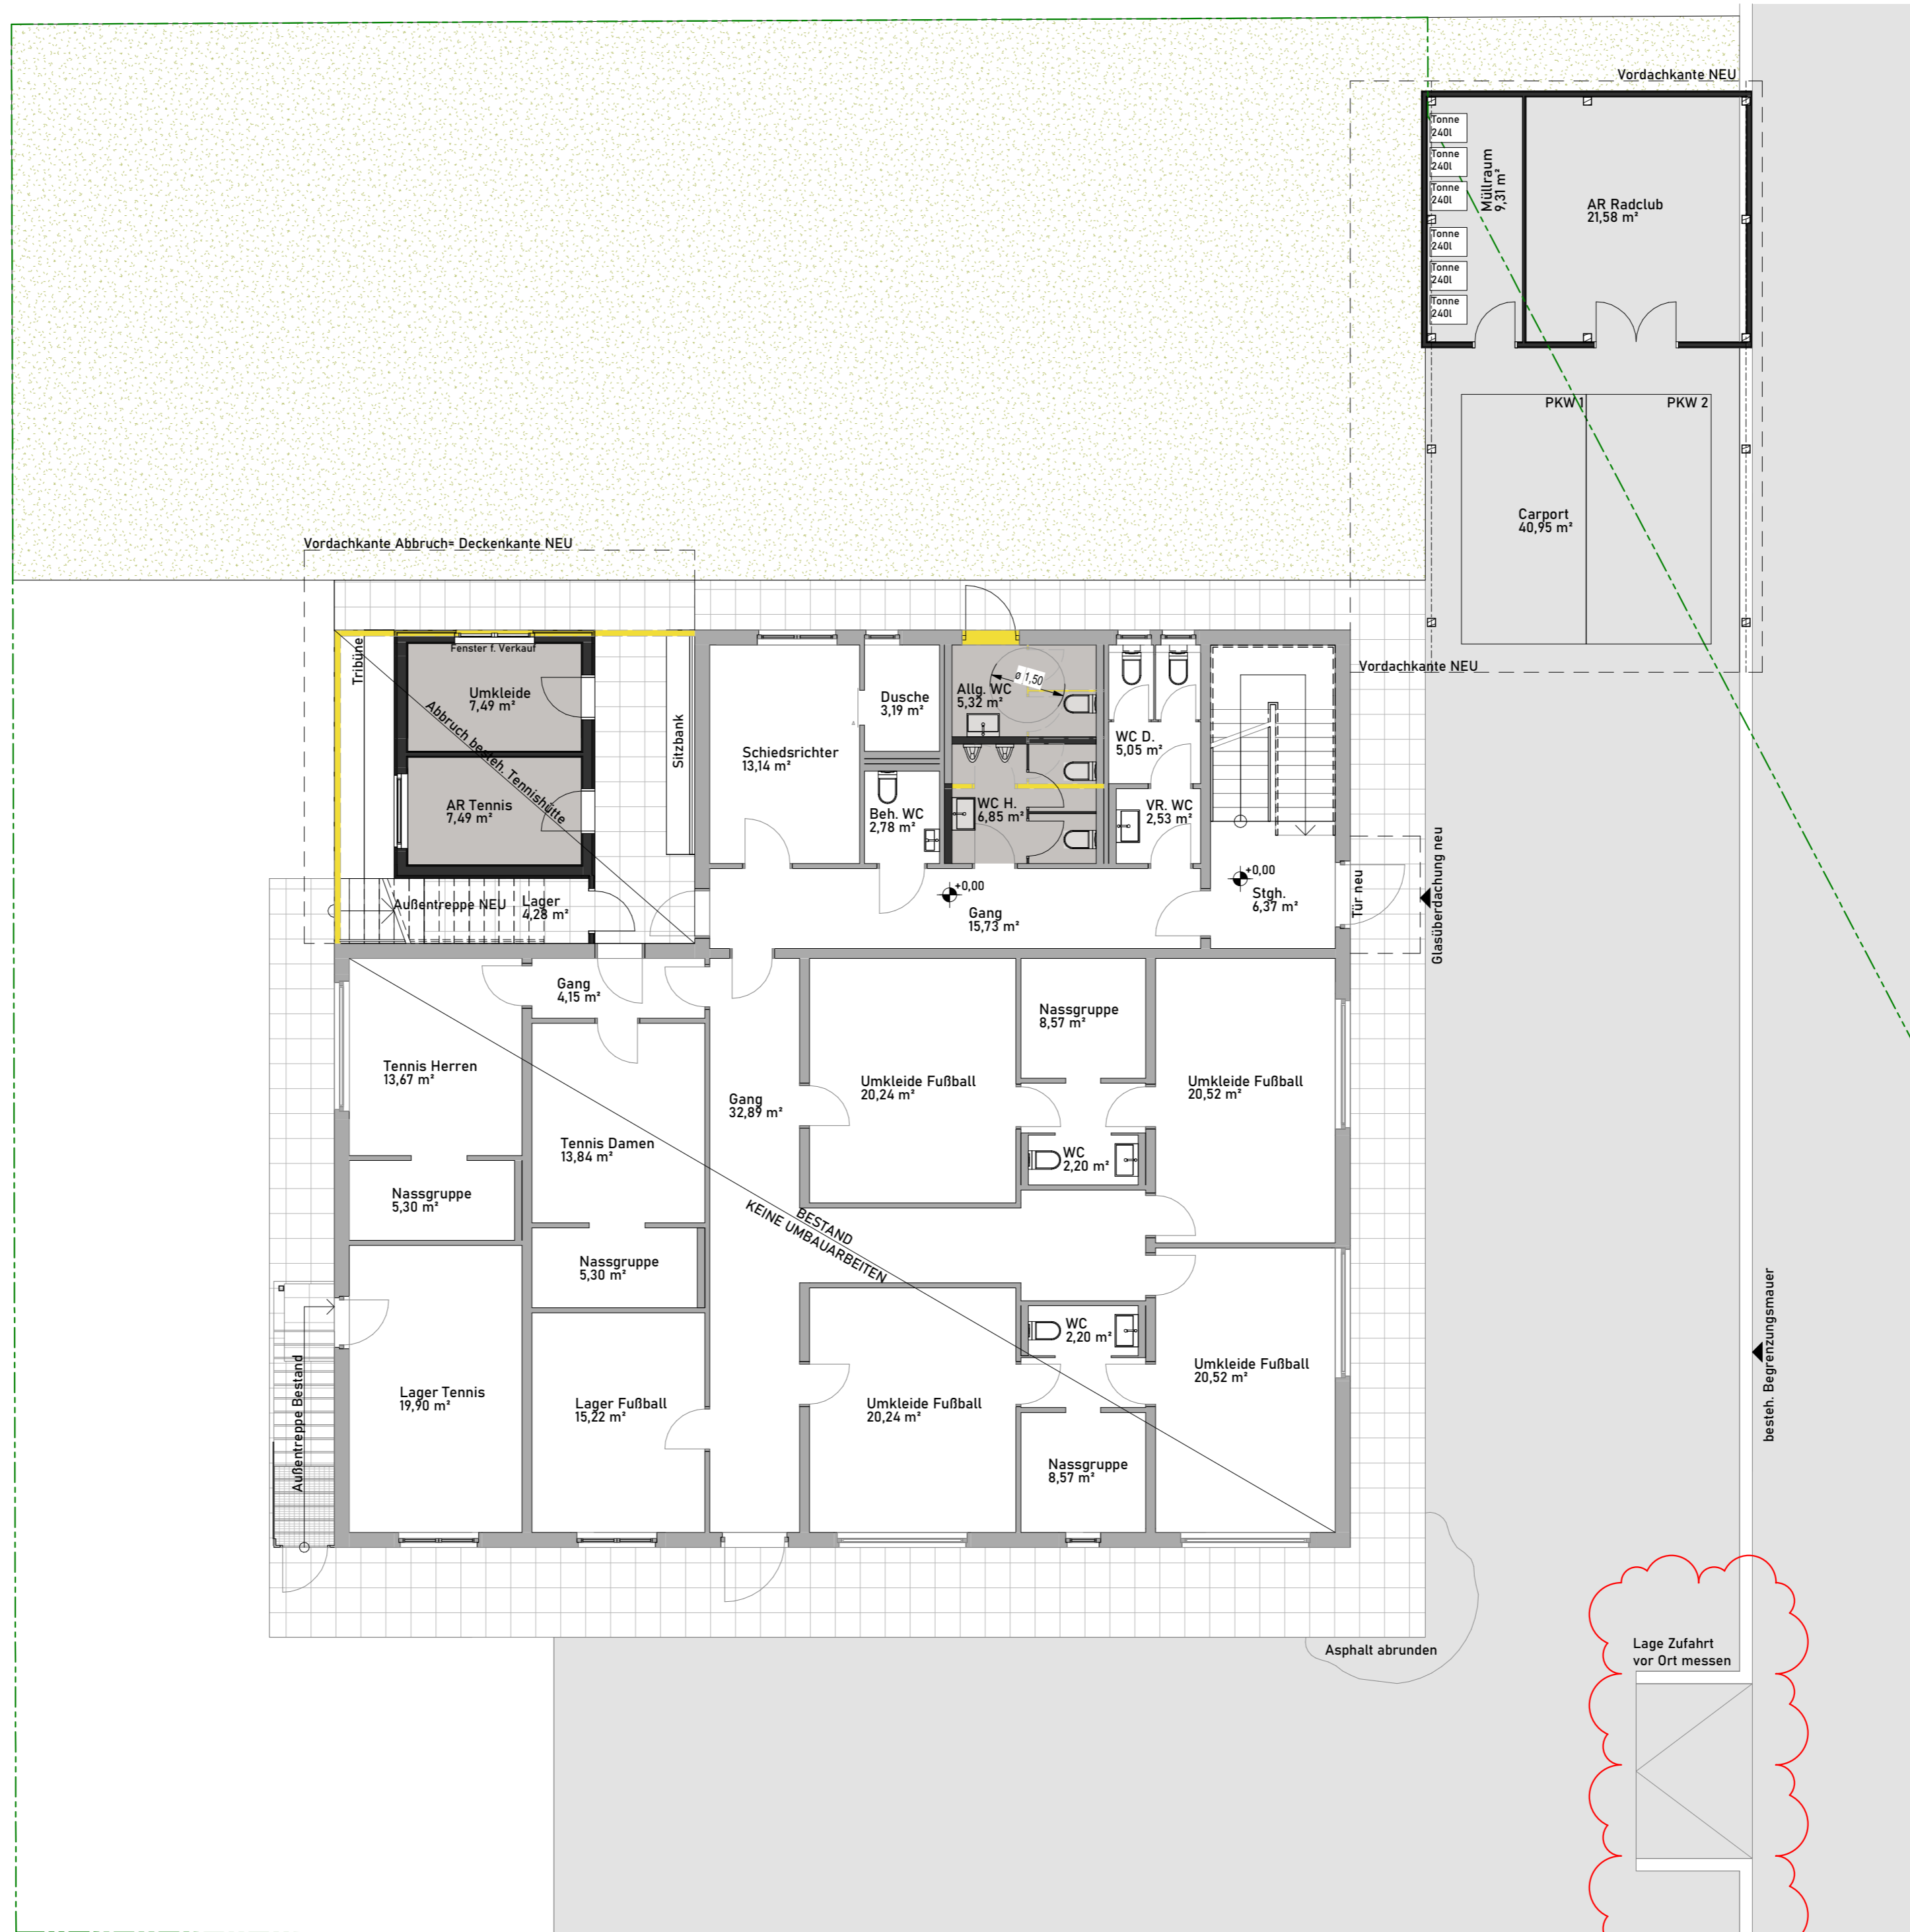 Vordachkante NEU
Tonne
240l
Tonne
240l
Tonne
240l
Tonne
240l
Tonne
240l
Tonne
240l
Müllraum
9,31 m²
AR Radclub
21,58 m²
PKW 1
PKW 2
Carport
40,95 m²
Vordachkante NEU
Vordachkante Abbruch= Deckenkante NEU
Tribüne
Fenster f. Verkauf
Umkleide
7,49 m²
Abbruch besteh. Tennishütte
AR Tennis
7,49 m²
Sitzbank
Außentreppe NEU
Lager
4,28 m²
Schiedsrichter
13,14 m²
Dusche
3,19 m²
Beh. WC
2,78 m²
Allg. WC
5,32 m²
ø 1,50
WC H.
6,85 m²
WC D.
5,05 m²
VR. WC
2,53 m²
+0,00
Gang
15,73 m²
+0,00
Stgh.
6,37 m²
Tür neu
Glasüberdachung neu
Gang
4,15 m²
Tennis Herren
13,67 m²
Tennis Damen
13,84 m²
Gang
32,89 m²
Umkleide Fußball
20,24 m²
Nassgruppe
8,57 m²
Umkleide Fußball
20,52 m²
WC
2,20 m²
Nassgruppe
5,30 m²
Nassgruppe
5,30 m²
BESTAND
KEINE UMBAUARBEITEN
WC
2,20 m²
Umkleide Fußball
20,52 m²
Lager Tennis
19,90 m²
Lager Fußball
15,22 m²
Umkleide Fußball
20,24 m²
Nassgruppe
8,57 m²
Außentreppe Bestand
besteh. Begrenzungsmauer
Asphalt abrunden
Lage Zufahrt
vor Ort messen